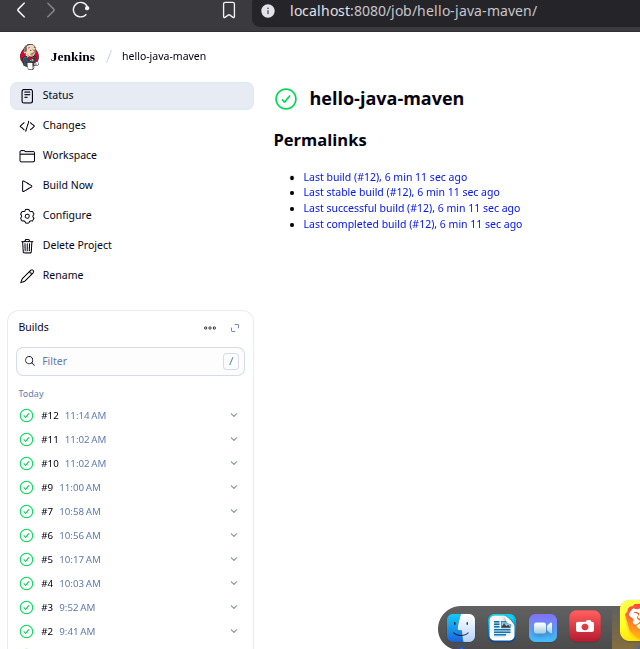 localhost:8080/job/hello-java-maven/
Jenkins / hello-java-maven
Status
Changes
Workspace
Build Now
Configure
Delete Project
Rename
hello-java-maven
Permalinks
Last build (#12), 6 min 11 sec ago
Last stable build (#12), 6 min 11 sec ago
Last successful build (#12), 6 min 11 sec ago
Last completed build (#12), 6 min 11 sec ago
Builds
Filter /
Today
#12 11:14 AM
#11 11:02 AM
#10 11:02 AM
#9 11:00 AM
#7 10:58 AM
#6 10:56 AM
#5 10:17 AM
#4 10:03 AM
#3 9:52 AM
#2 9:41 AM